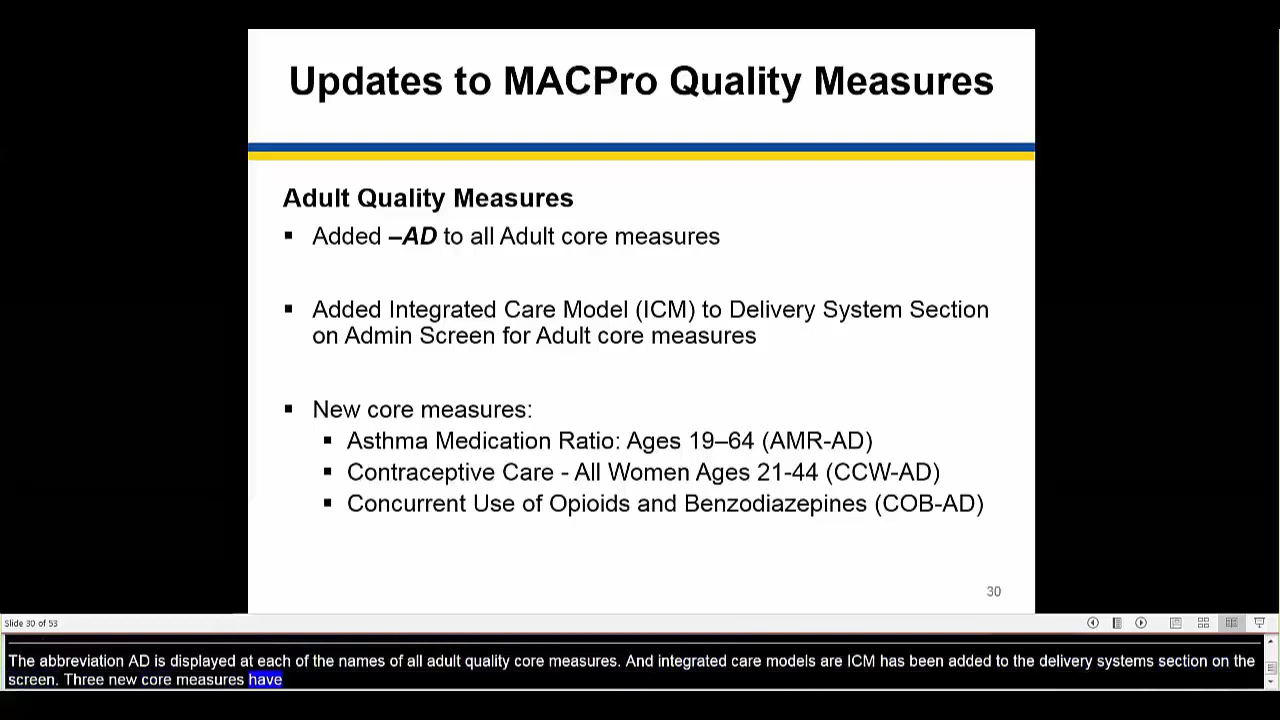 Updates to MACPro Quality Measures
Adult Quality Measures
▪ Added –AD to all Adult core measures
▪ Added Integrated Care Model (ICM) to Delivery System Section
on Admin Screen for Adult core measures
▪ New core measures:
▪ Asthma Medication Ratio: Ages 19–64 (AMR-AD)
▪ Contraceptive Care - All Women Ages 21-44 (CCW-AD)
▪ Concurrent Use of Opioids and Benzodiazepines (COB-AD)
30
Slide 30 of 53
The abbreviation AD is displayed at each of the names of all adult quality core measures. And integrated care models are ICM has been added to the delivery systems section on the
screen. Three new core measures have